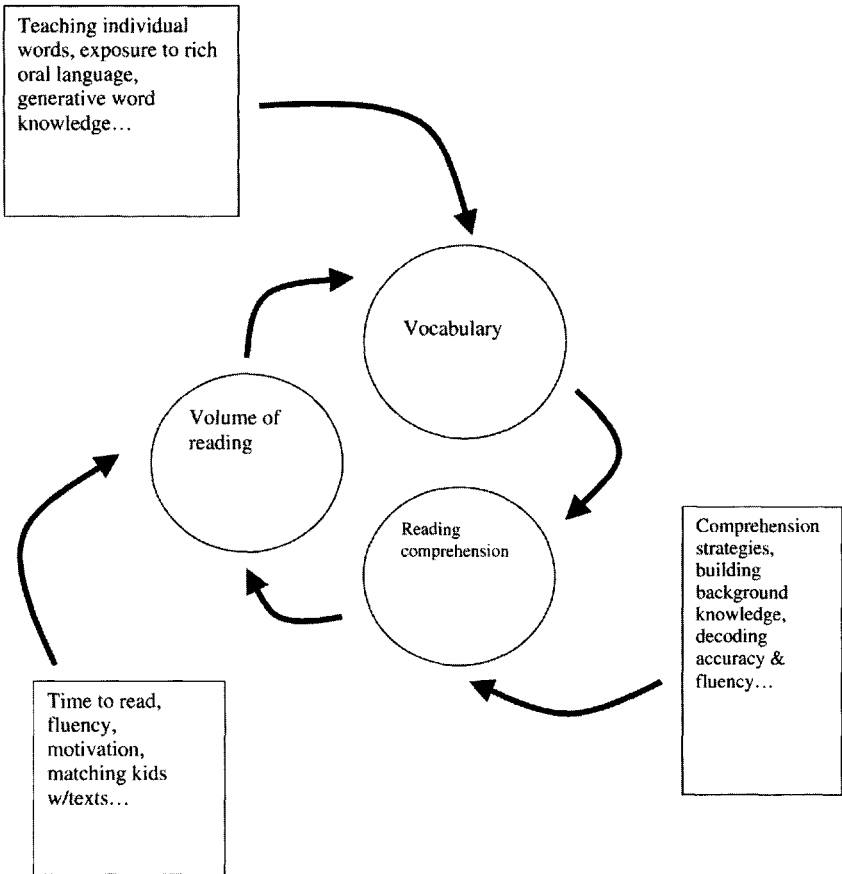 Teaching individual
words, exposure to rich
oral language,
generative word
knowledge…
Vocabulary
Volume of
reading
Reading
comprehension
Comprehension
strategies,
building
background
knowledge,
decoding
accuracy &
fluency…
Time to read,
fluency,
motivation,
matching kids
w/texts…